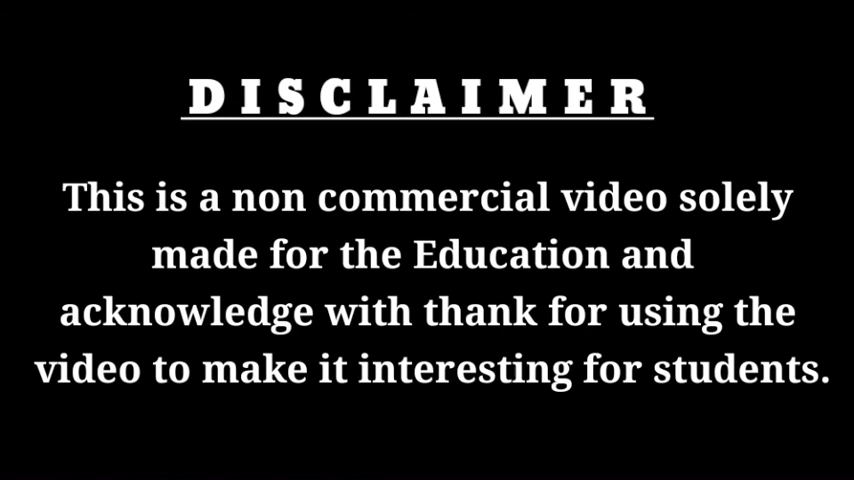 DISCLAIMER
This is a non commercial video solely
made for the Education and
acknowledge with thank for using the
video to make it interesting for students.